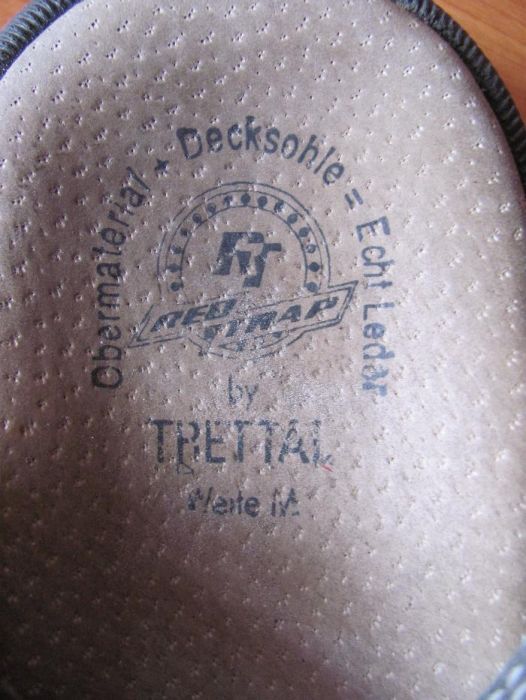 Obermaterial + Decksohle = Echt Leder
RS
RED STRAP
by
TRETTAL
Weite M